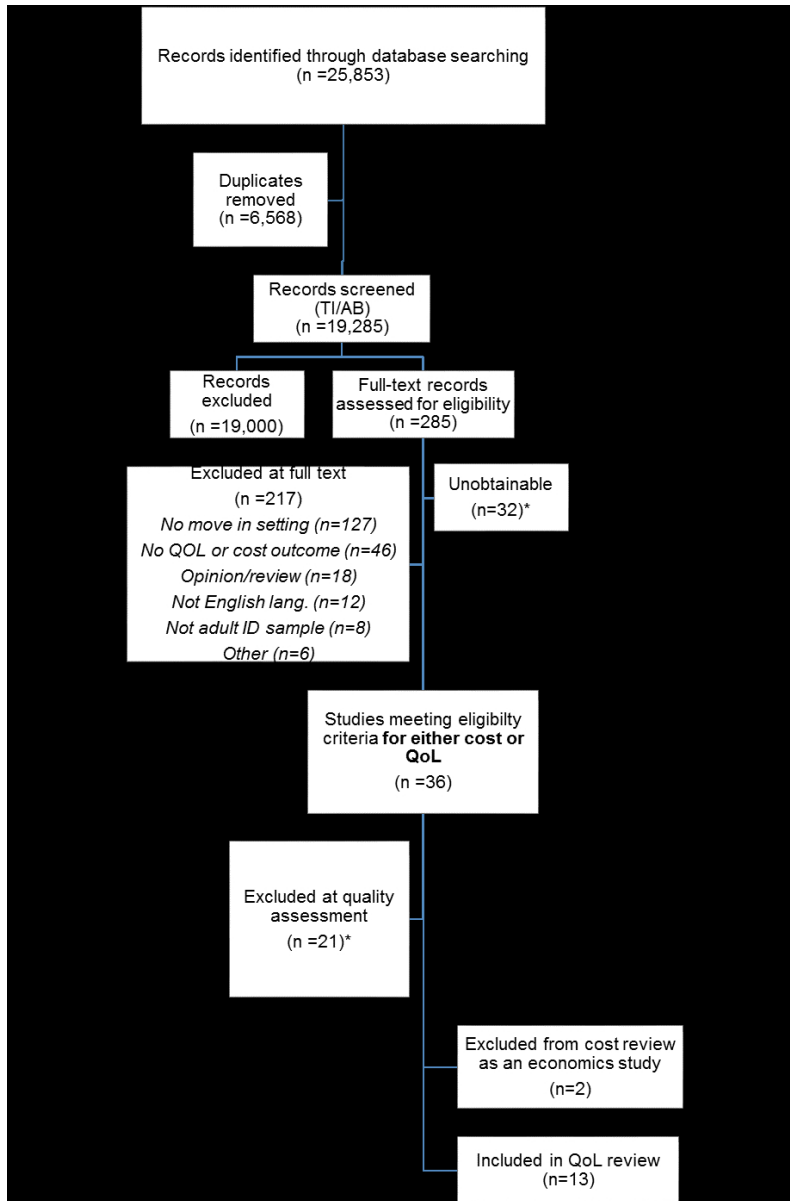 Records identified through database searching
(n =25,853)
Duplicates
removed
(n =6,568)
Records screened
(TI/AB)
(n =19,285)
Records
excluded
(n =19,000)
Full-text records
assessed for eligibility
(n =285)
Excluded at full text
(n =217)
No move in setting (n=127)
No QOL or cost outcome (n=46)
Opinion/review (n=18)
Not English lang. (n=12)
Not adult ID sample (n=8)
Other (n=6)
Unobtainable
(n=32)*
Studies meeting eligibilty
criteria for either cost or
QoL
(n =36)
Excluded at quality
assessment
(n =21)*
Excluded from cost review
as an economics study
(n=2)
Included in QoL review
(n=13)